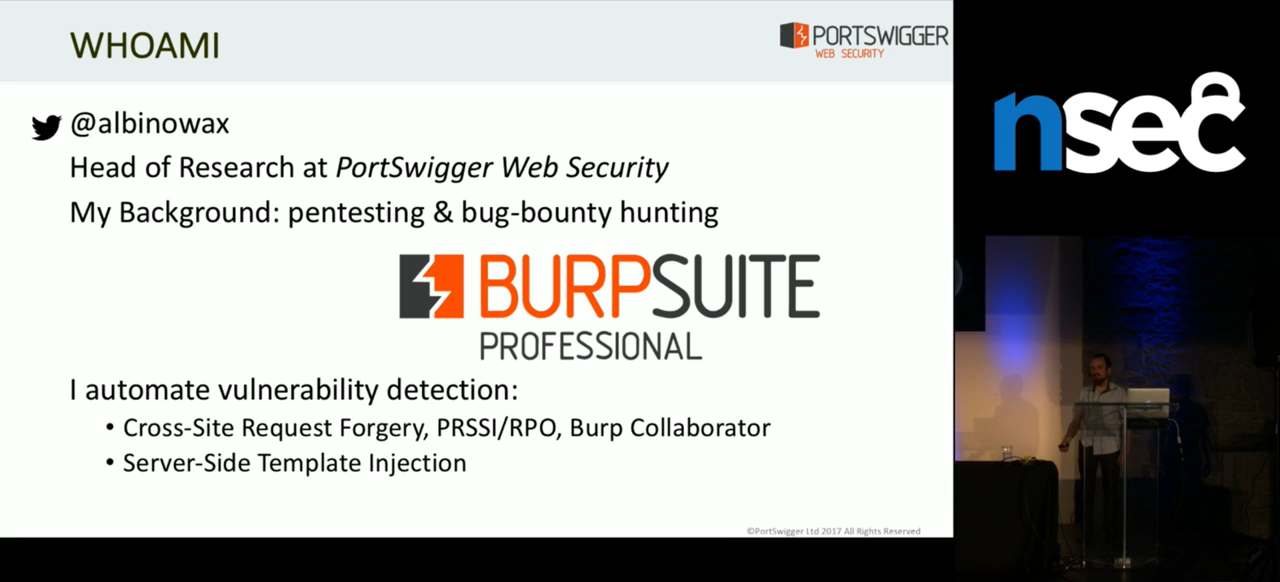 WHOAMI
PORTSWIGGER
WEB SECURITY
@albinowax
Head of Research at PortSwigger Web Security
My Background: pentesting & bug-bounty hunting
BURPSUITE
PROFESSIONAL
I automate vulnerability detection:
• Cross-Site Request Forgery, PRSSI/RPO, Burp Collaborator
• Server-Side Template Injection
©PortSwigger Ltd 2017 All Rights Reserved
nsec